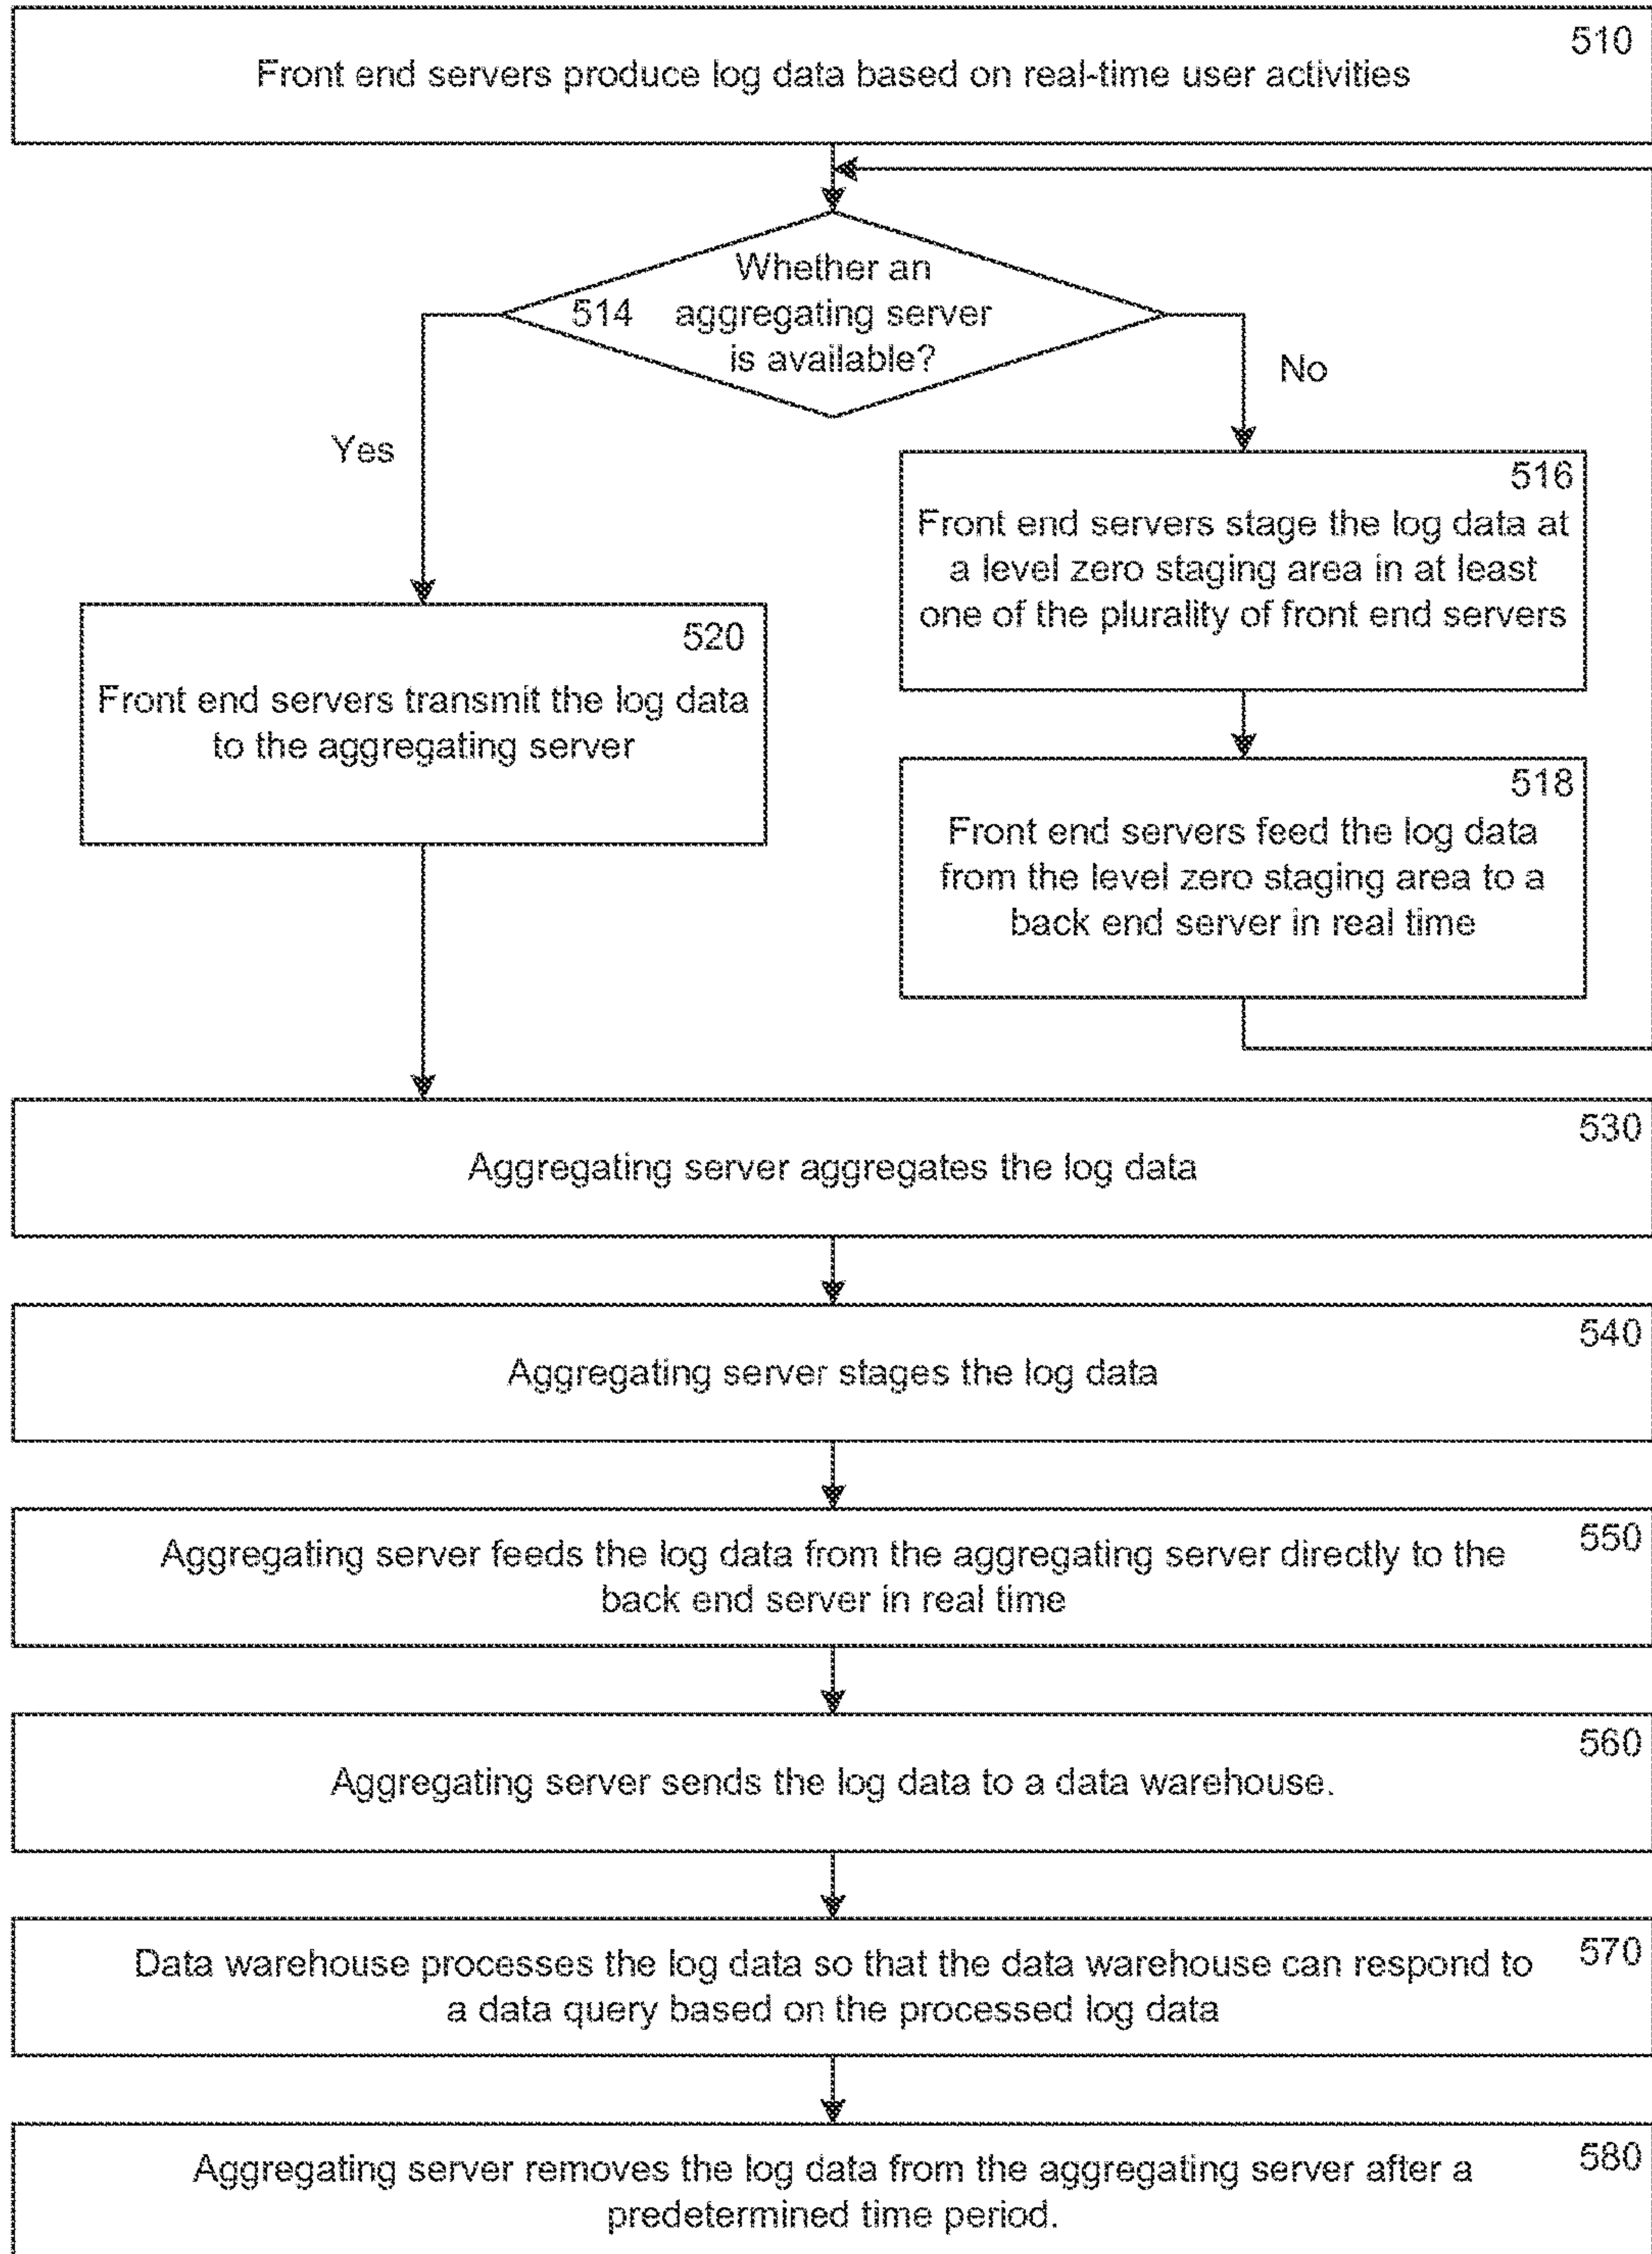 510
Front end servers produce log data based on real-time user activities
Whether an
514 aggregating server
is available?
No
Yes
516
Front end servers stage the log data at
a level zero staging area in at least
one of the plurality of front end servers
520
Front end servers transmit the log data
to the aggregating server
518
Front end servers feed the log data
from the level zero staging area to a
back end server in real time
530
Aggregating server aggregates the log data
540
Aggregating server stages the log data
550
Aggregating server feeds the log data from the aggregating server directly to the
back end server in real time
560
Aggregating server sends the log data to a data warehouse.
570
Data warehouse processes the log data so that the data warehouse can respond to
a data query based on the processed log data
580
Aggregating server removes the log data from the aggregating server after a
predetermined time period.